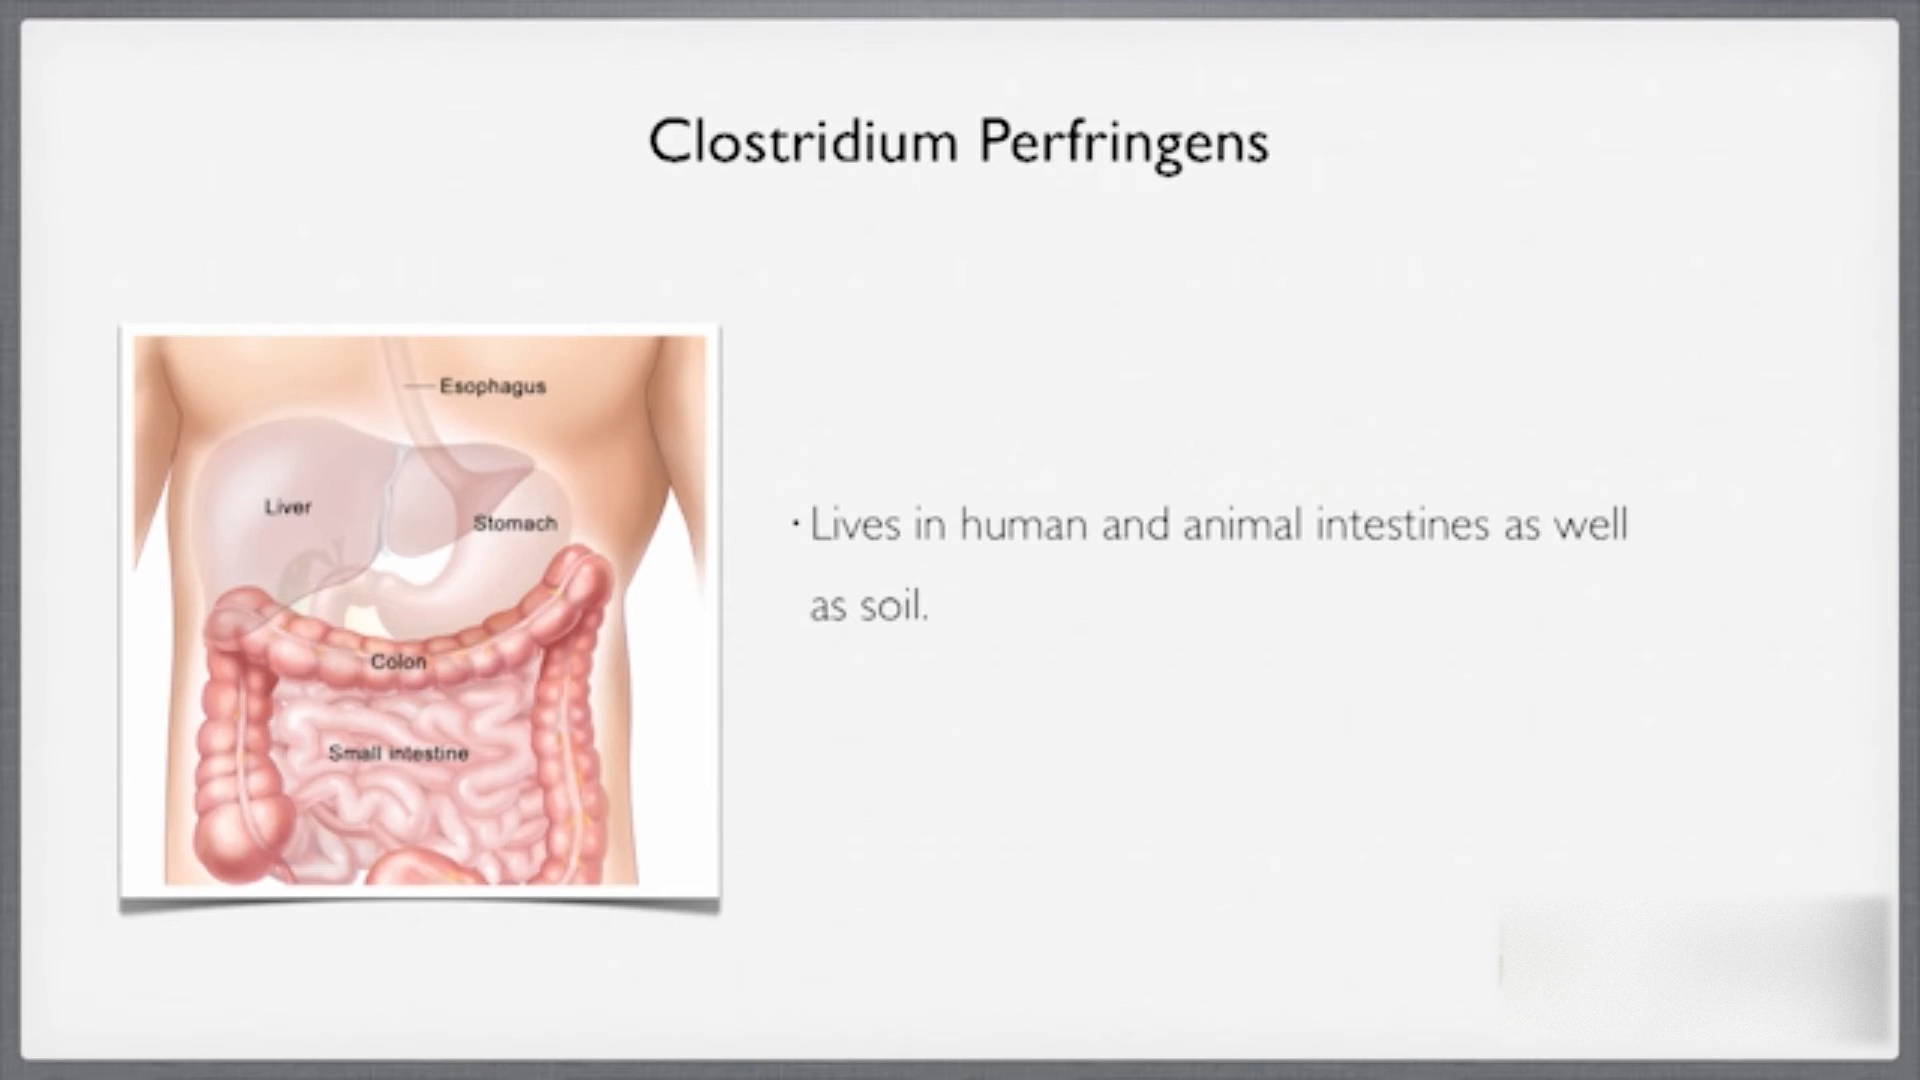 Clostridium Perfringens
Esophagus
Liver
Stomach
Colon
Small intestine
· Lives in human and animal intestines as well
as soil.